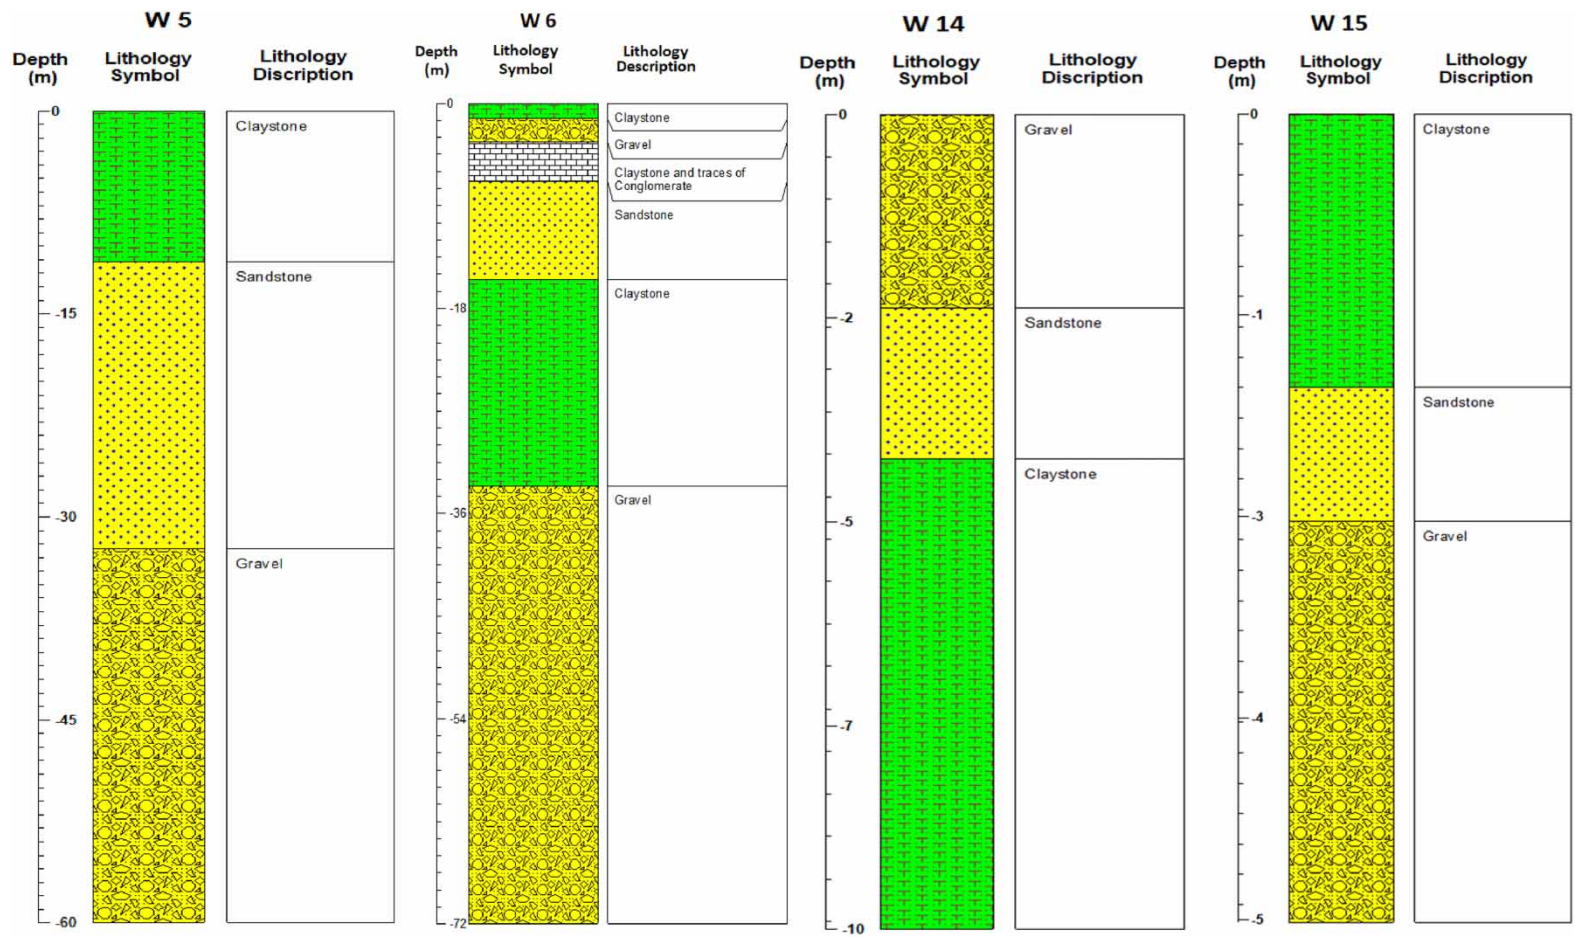 W 5
Depth
(m)
Lithology
Symbol
Lithology
Discription
0
-15
-30
-45
-60
Claystone
Sandstone
Gravel
W 6
Depth
(m)
Lithology
Symbol
Lithology
Description
0
-18
-36
-54
-72
Claystone
Gravel
Claystone and traces of
Conglomerate
Sandstone
Claystone
Gravel
W 14
Depth
(m)
Lithology
Symbol
Lithology
Discription
0
-2
-5
-7
-10
Gravel
Sandstone
Claystone
W 15
Depth
(m)
Lithology
Symbol
Lithology
Discription
0
-1
-3
-4
-5
Claystone
Sandstone
Gravel